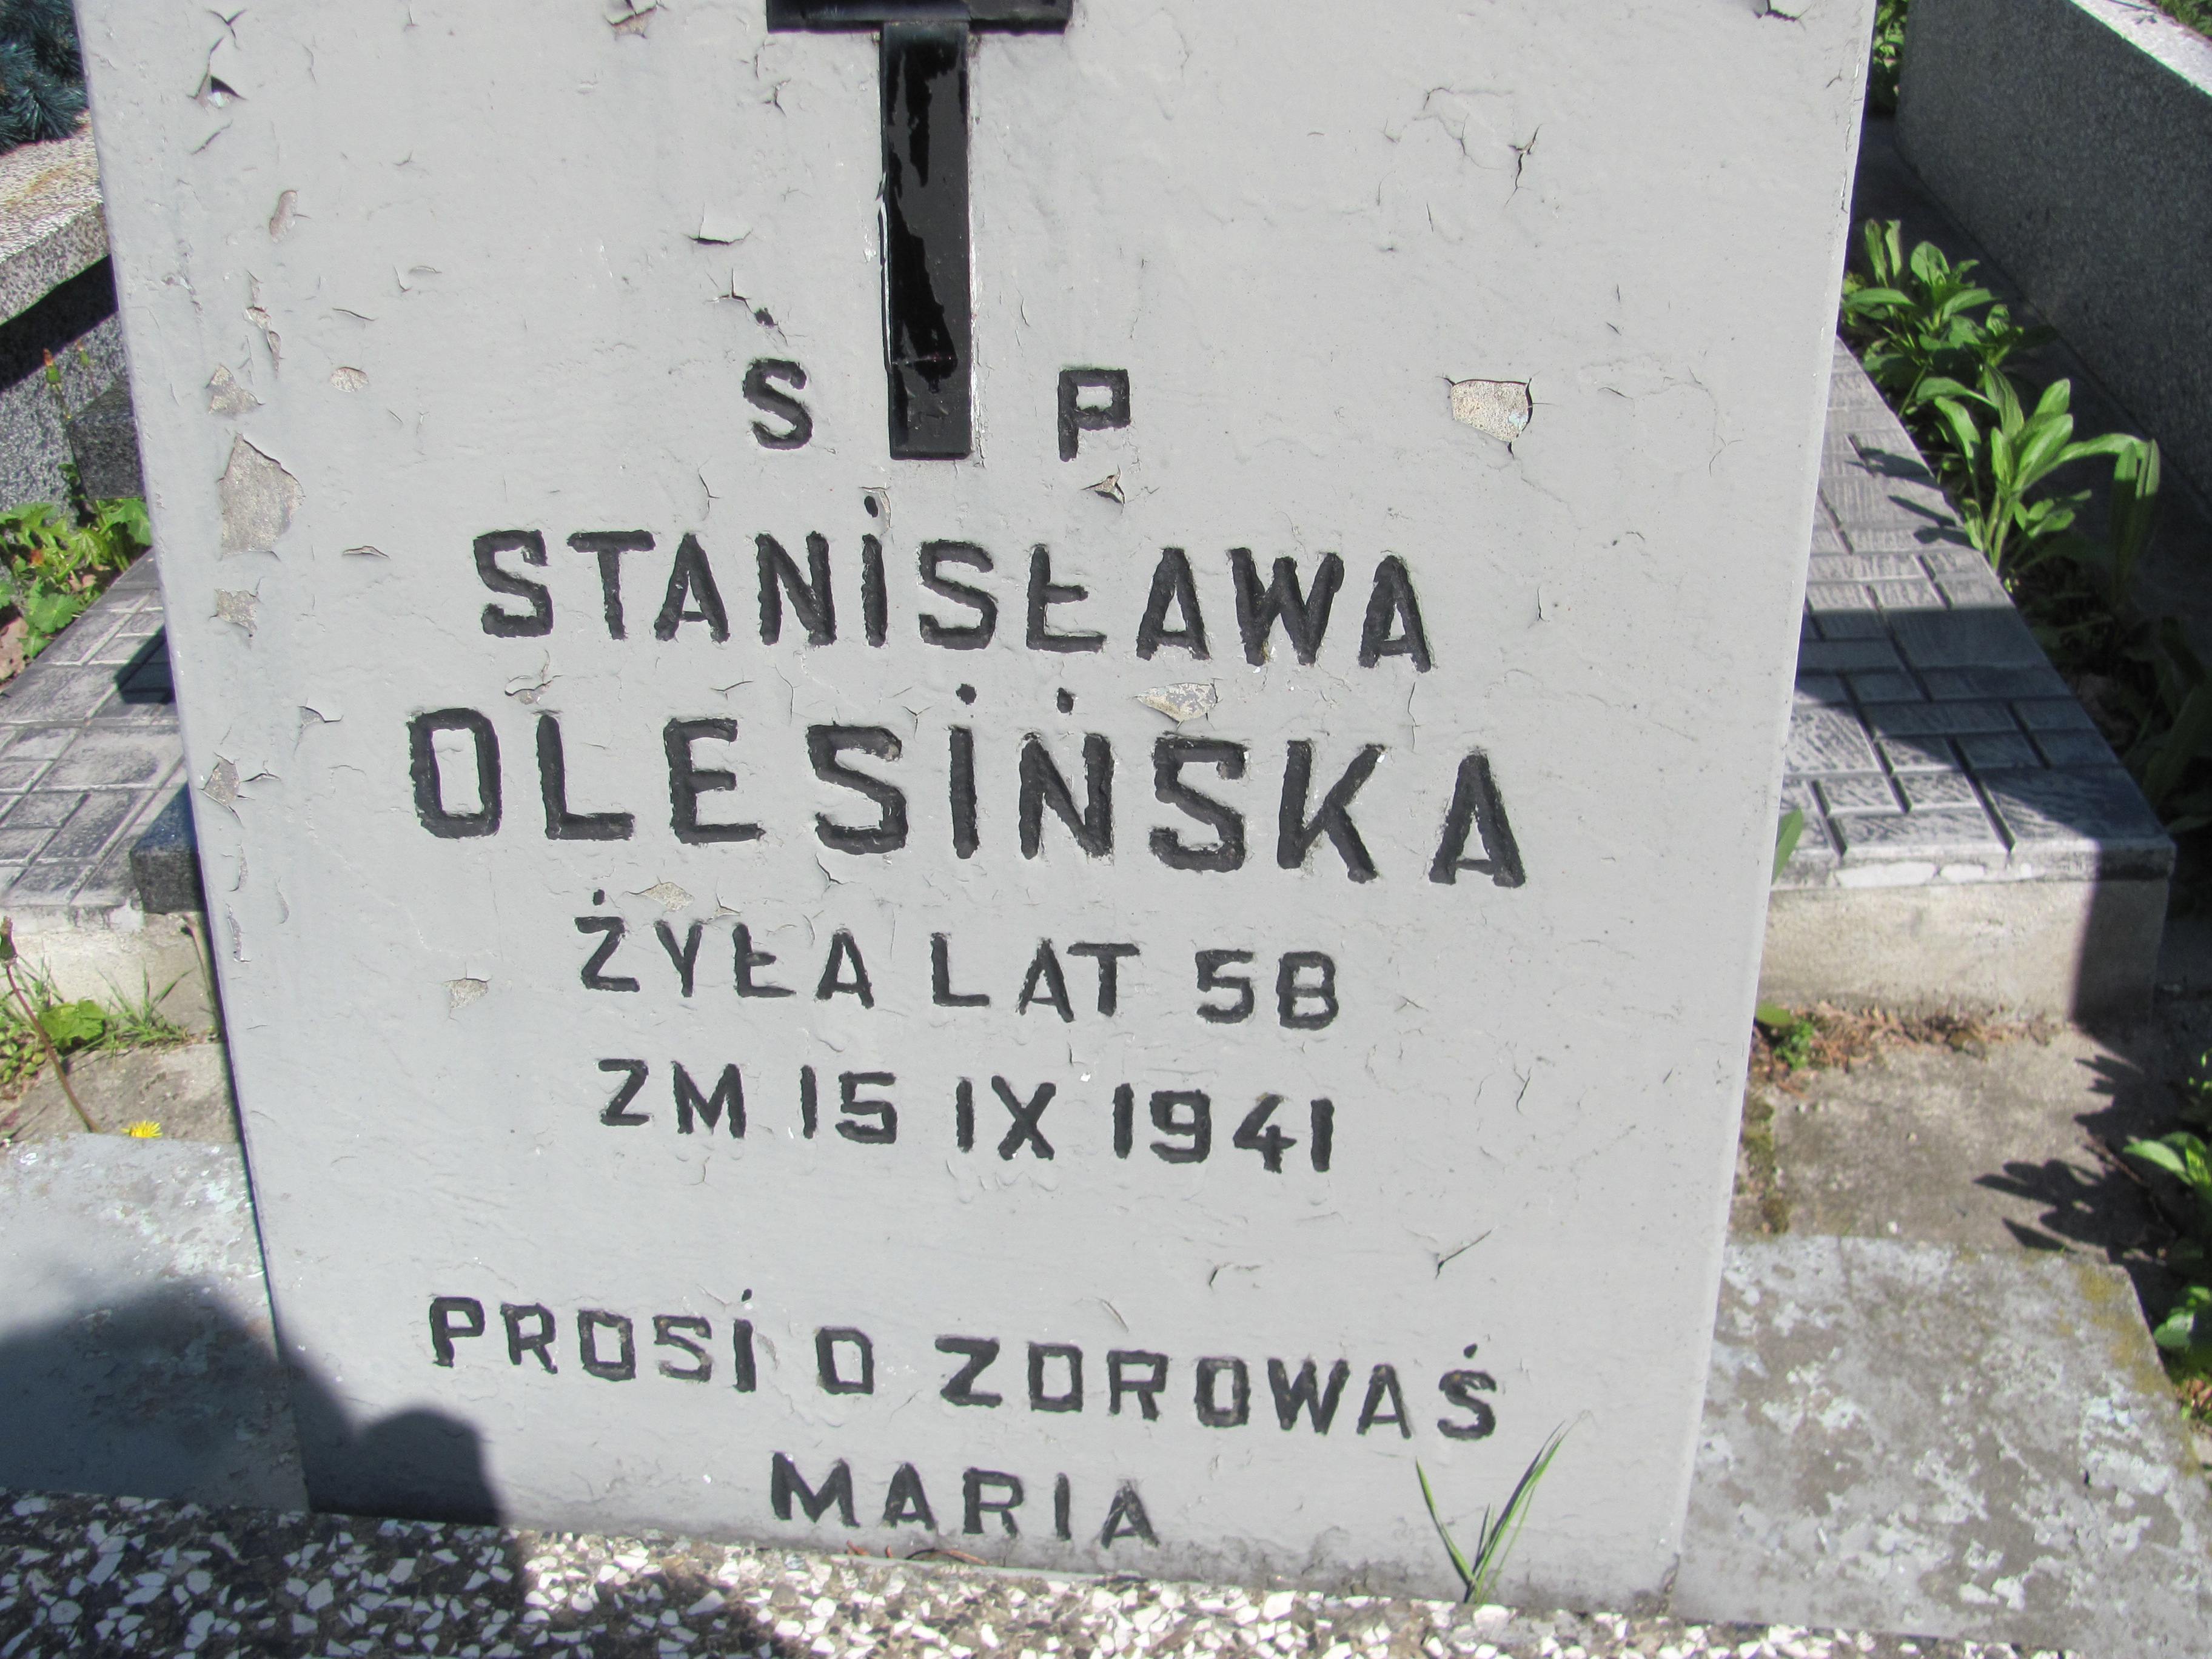 Ś P
STANISŁAWA
OLESIŃSKA
ŻYŁA LAT 58
ZM 15 IX 1941
PROSI O ZDROWAŚ
MARIA